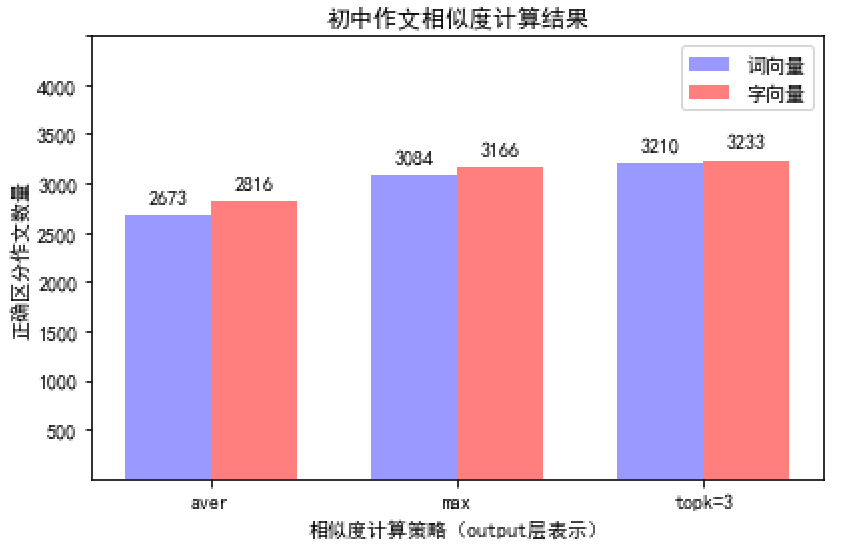 初中作文相似度计算结果
词向量
字向量
4000
3500
3000
2500
2000
1500
1000
500
正确区分作文数量
2673
2816
3084
3166
3210
3233
aver
max
topk=3
相似度计算策略（output层表示）